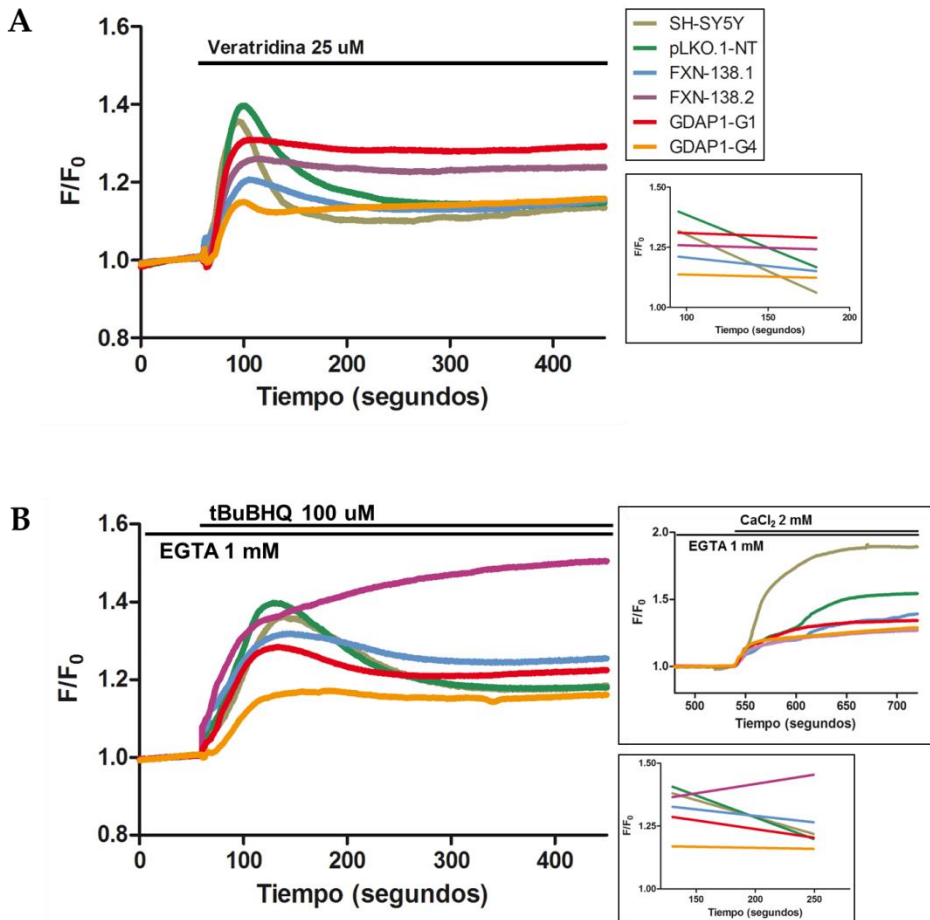 A
Veratridina 25 uM
1.6
1.4
1.2
1.0
0.8
F/F0
0
100
200
300
400
Tiempo (segundos)
SH-SY5Y
pLKO.1-NT
FXN-138.1
FXN-138.2
GDAP1-G1
GDAP1-G4
1.50
1.25
1.00
F/F0
100
150
200
Tiempo (segundos)
B
tBuBHQ 100 uM
EGTA 1 mM
1.6
1.4
1.2
1.0
0.8
F/F0
0
100
200
300
400
Tiempo (segundos)
CaCl2 2 mM
EGTA 1 mM
2.0
1.5
1.0
F/F0
500
550
600
650
700
Tiempo (segundos)
1.50
1.25
1.00
F/F0
150
200
250
Tiempo (segundos)